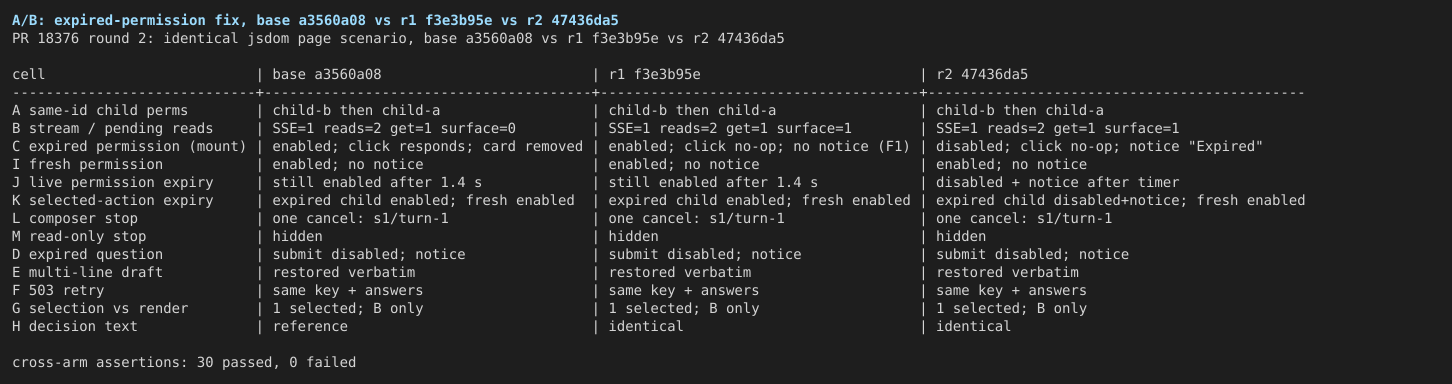 A/B: expired-permission fix, base a3560a08 vs r1 f3e3b95e vs r2 47436da5
PR 18376 round 2: identical jsdom page scenario, base a3560a08 vs r1 f3e3b95e vs r2 47436da5
cell | base a3560a08 | r1 f3e3b95e | r2 47436da5
-----------------------------+---------------------------------------+---------------------------------------+---------------------------------------------
A same-id child perms | child-b then child-a | child-b then child-a | child-b then child-a
B stream / pending reads | SSE=1 reads=2 get=1 surface=0 | SSE=1 reads=2 get=1 surface=1 | SSE=1 reads=2 get=1 surface=1
C expired permission (mount) | enabled; click responds; card removed | enabled; click no-op; no notice (F1) | disabled; click no-op; notice "Expired"
I fresh permission | enabled; no notice | enabled; no notice | enabled; no notice
J live permission expiry | still enabled after 1.4 s | still enabled after 1.4 s | disabled + notice after timer
K selected-action expiry | expired child enabled; fresh enabled | expired child enabled; fresh enabled | expired child disabled+notice; fresh enabled
L composer stop | one cancel: s1/turn-1 | one cancel: s1/turn-1 | one cancel: s1/turn-1
M read-only stop | hidden | hidden | hidden
D expired question | submit disabled; notice | submit disabled; notice | submit disabled; notice
E multi-line draft | restored verbatim | restored verbatim | restored verbatim
F 503 retry | same key + answers | same key + answers | same key + answers
G selection vs render | 1 selected; B only | 1 selected; B only | 1 selected; B only
H decision text | reference | identical | identical
cross-arm assertions: 30 passed, 0 failed